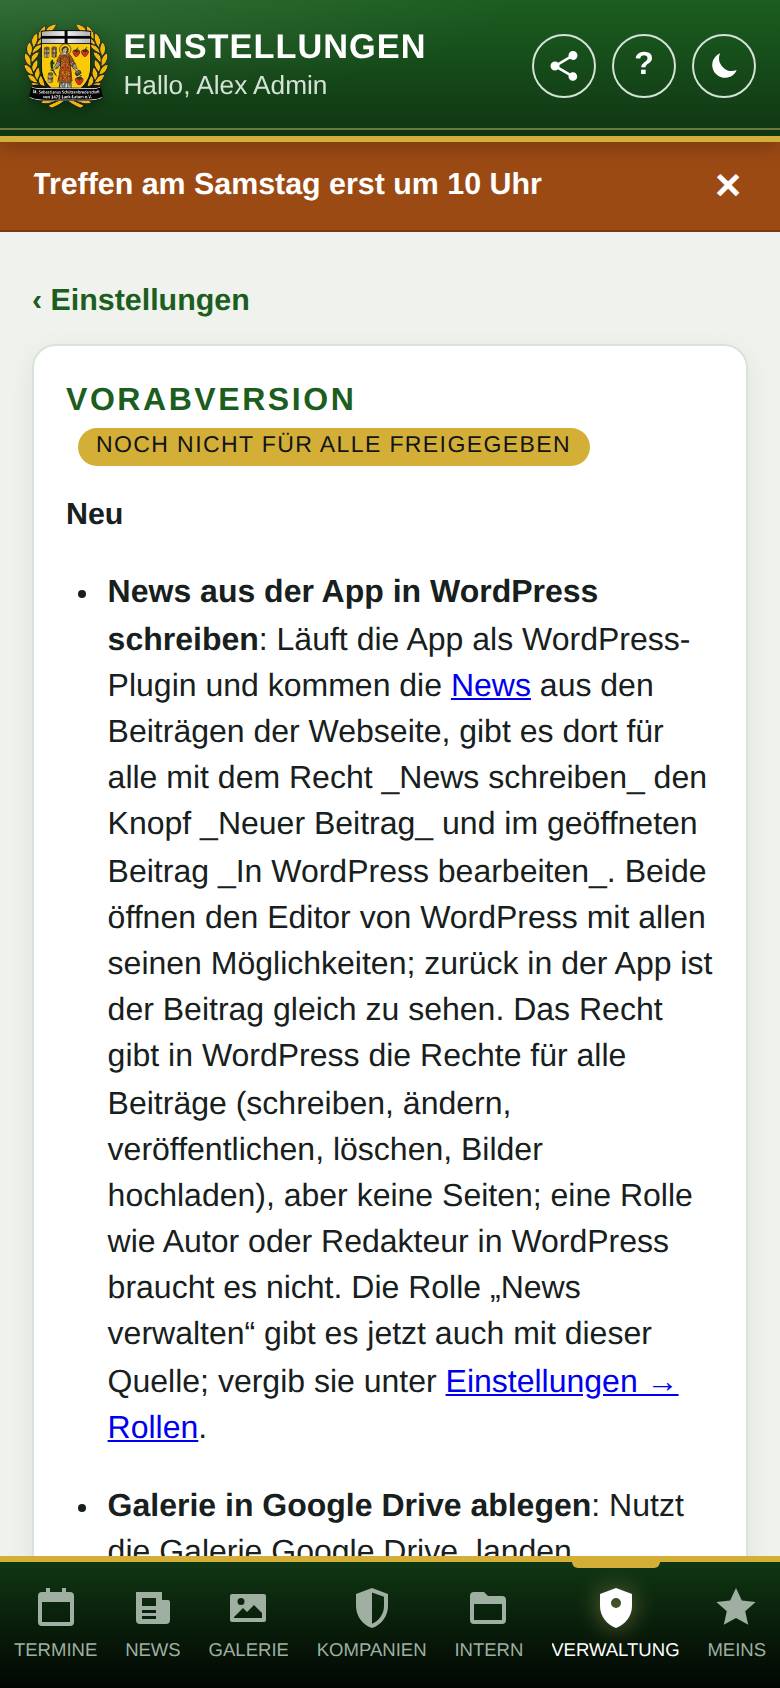 EINSTELLUNGEN
Hallo, Alex Admin
?
Treffen am Samstag erst um 10 Uhr
×
‹ Einstellungen
VORABVERSION
NOCH NICHT FÜR ALLE FREIGEGEBEN
Neu
• News aus der App in WordPress
schreiben: Läuft die App als WordPress-
Plugin und kommen die News aus den
Beiträgen der Webseite, gibt es dort für
alle mit dem Recht _News schreiben_ den
Knopf _Neuer Beitrag_ und im geöffneten
Beitrag _In WordPress bearbeiten_. Beide
öffnen den Editor von WordPress mit allen
seinen Möglichkeiten; zurück in der App ist
der Beitrag gleich zu sehen. Das Recht
gibt in WordPress die Rechte für alle
Beiträge (schreiben, ändern,
veröffentlichen, löschen, Bilder
hochladen), aber keine Seiten; eine Rolle
wie Autor oder Redakteur in WordPress
braucht es nicht. Die Rolle „News
verwalten“ gibt es jetzt auch mit dieser
Quelle; vergib sie unter Einstellungen →
Rollen.
• Galerie in Google Drive ablegen: Nutzt
die Galerie Google Drive, landen
TERMINE
NEWS
GALERIE
KOMPANIEN
INTERN
VERWALTUNG
MEINS